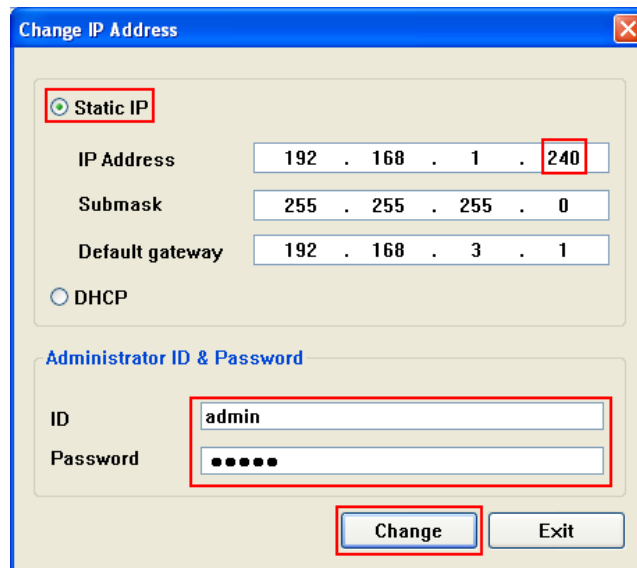 Change IP Address
Static IP
IP Address 192 . 168 . 1 . 240
Submask 255 . 255 . 255 . 0
Default gateway 192 . 168 . 3 . 1
DHCP
Administrator ID & Password
ID admin
Password ●●●●●
Change Exit